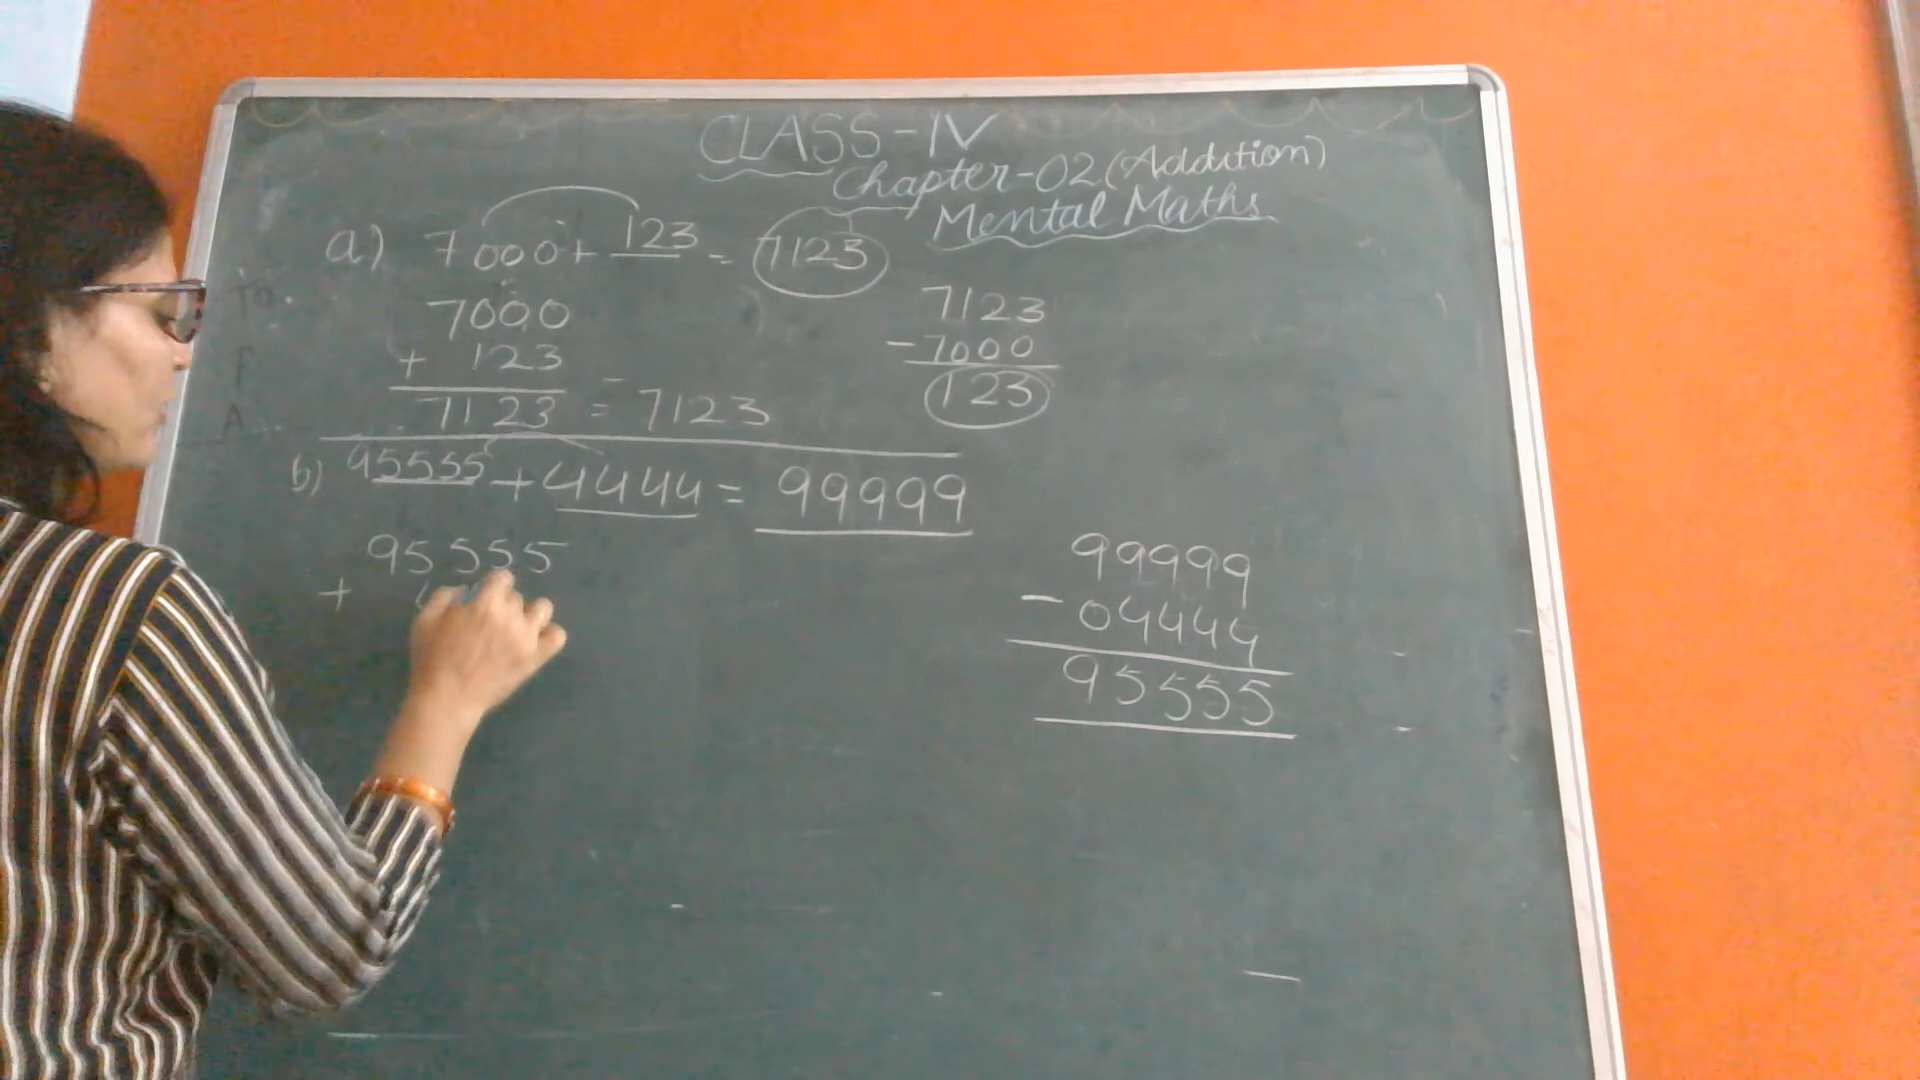 CLASS-IV
Chapter-02 (Addition)
Mental Maths
a) 7000+ 123 = 7123
7000
+ 123
7123 = 7123
7123
-7000
123
b) 95555 + 4444 = 99999
95555
+ 4
99999
- 04444
95555